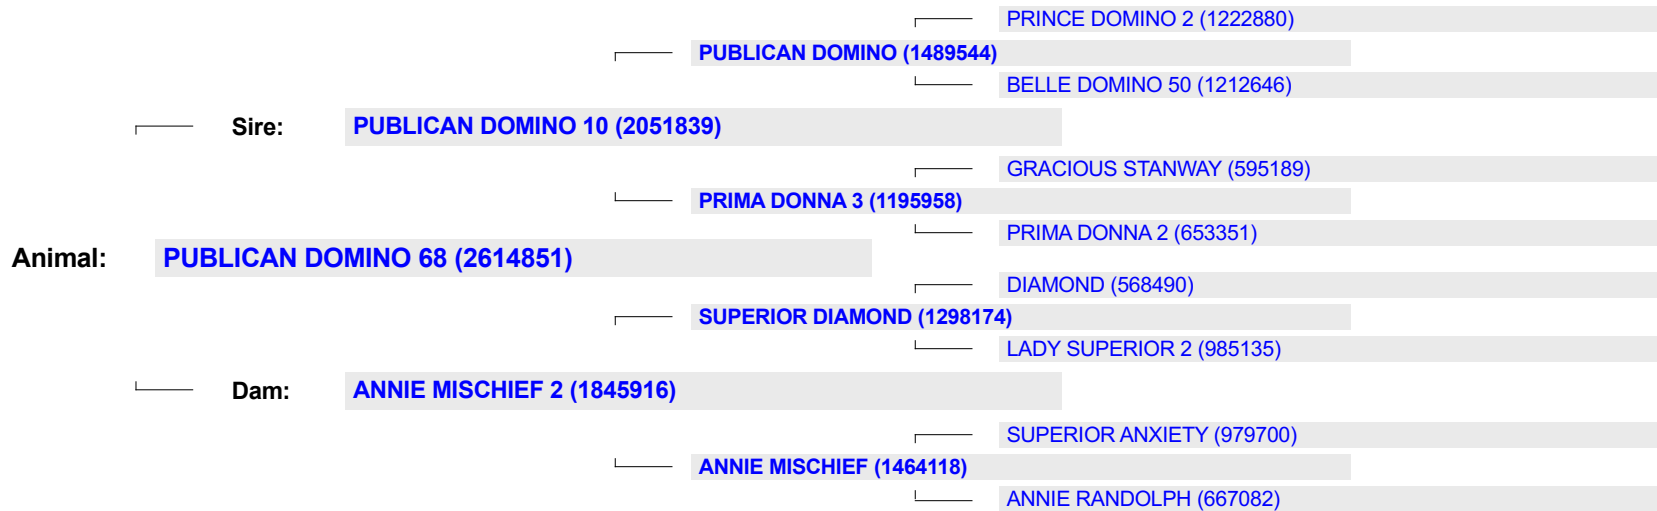 PRINCE DOMINO 2 (1222880)
PUBLICAN DOMINO (1489544)
BELLE DOMINO 50 (1212646)
Sire: PUBLICAN DOMINO 10 (2051839)
GRACIOUS STANWAY (595189)
PRIMA DONNA 3 (1195958)
PRIMA DONNA 2 (653351)
Animal: PUBLICAN DOMINO 68 (2614851)
DIAMOND (568490)
SUPERIOR DIAMOND (1298174)
LADY SUPERIOR 2 (985135)
Dam: ANNIE MISCHIEF 2 (1845916)
SUPERIOR ANXIETY (979700)
ANNIE MISCHIEF (1464118)
ANNIE RANDOLPH (667082)